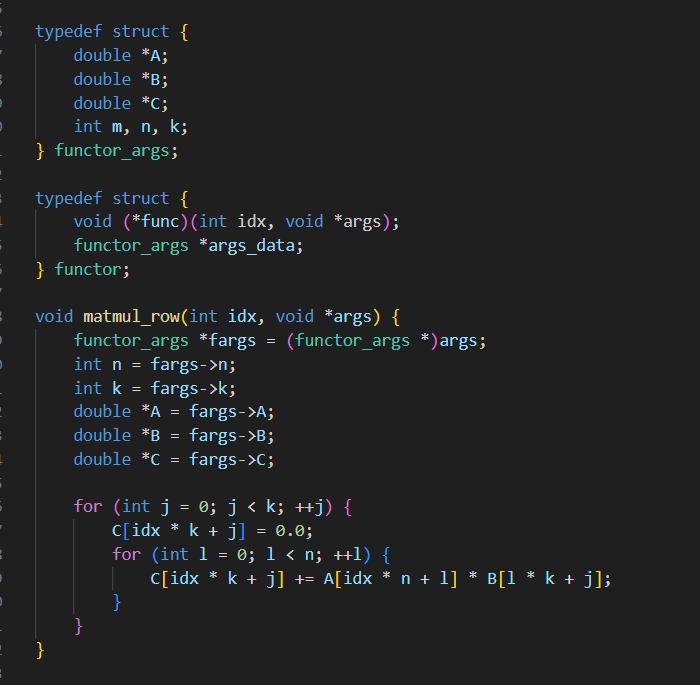 typedef struct {
    double *A;
    double *B;
    double *C;
    int m, n, k;
} functor_args;
typedef struct {
    void (*func)(int idx, void *args);
    functor_args *args_data;
} functor;
void matmul_row(int idx, void *args) {
    functor_args *fargs = (functor_args *)args;
    int n = fargs->n;
    int k = fargs->k;
    double *A = fargs->A;
    double *B = fargs->B;
    double *C = fargs->C;
    for (int j = 0; j < k; ++j) {
        C[idx * k + j] = 0.0;
        for (int l = 0; l < n; ++l) {
            C[idx * k + j] += A[idx * n + l] * B[l * k + j];
        }
    }
}